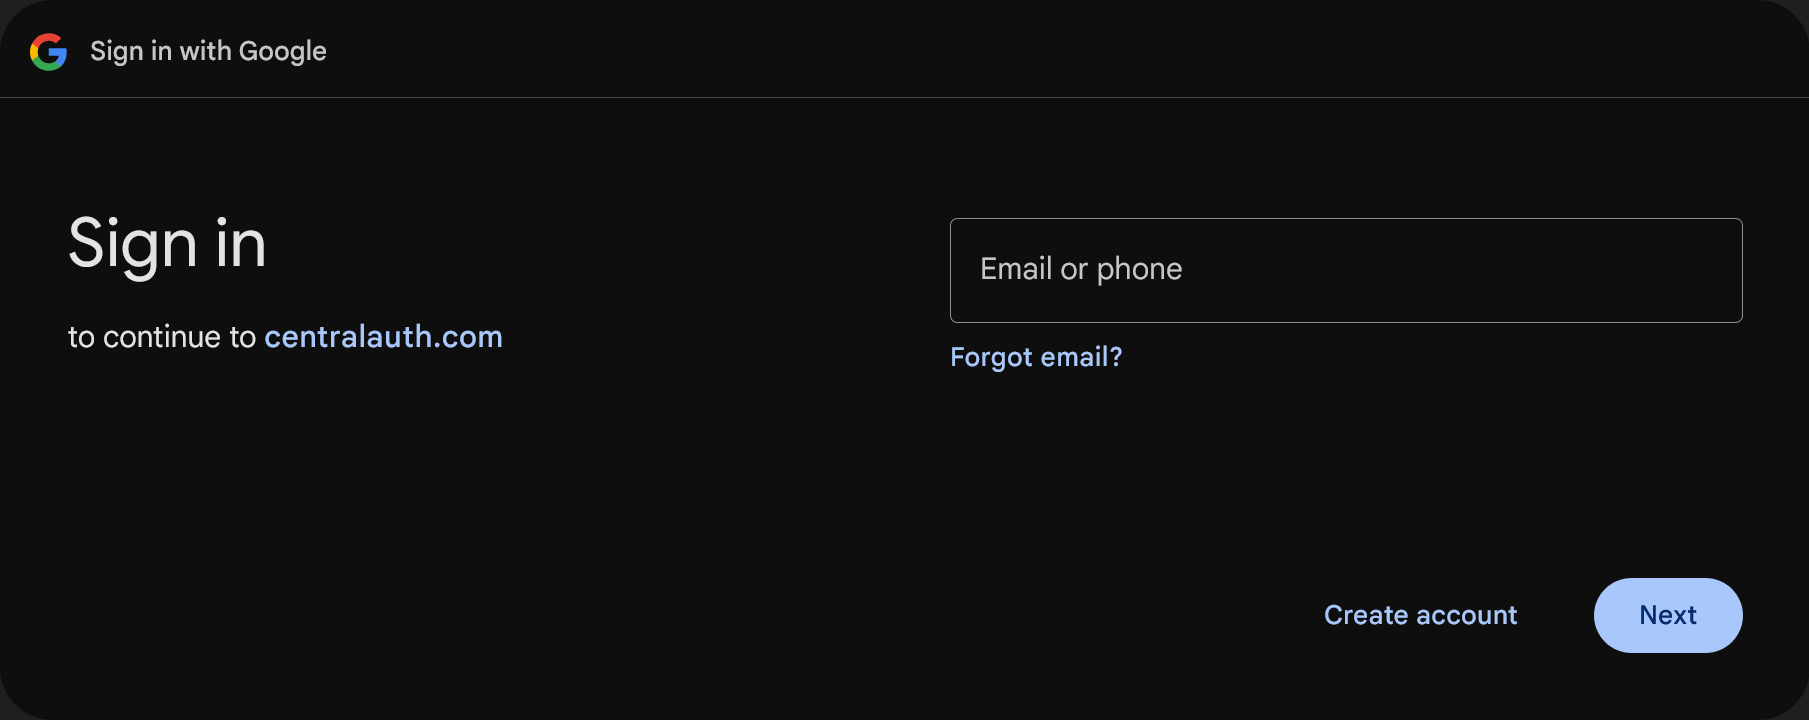 Sign in with Google
Sign in
to continue to centralauth.com
Email or phone
Forgot email?
Create account
Next